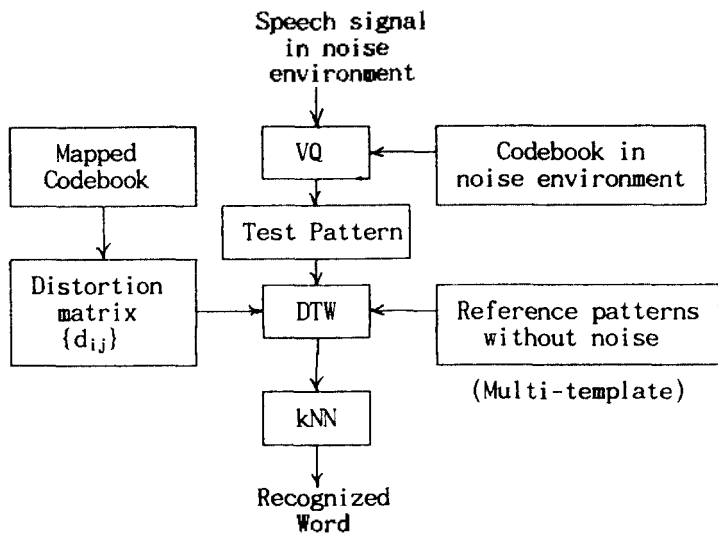 Speech signal
in noise
environment
Mapped
Codebook
VQ
Codebook in
noise environment
Test Pattern
Distortion
matrix
{d_ij}
DTW
Reference patterns
without noise
(Multi-template)
kNN
Recognized
Word